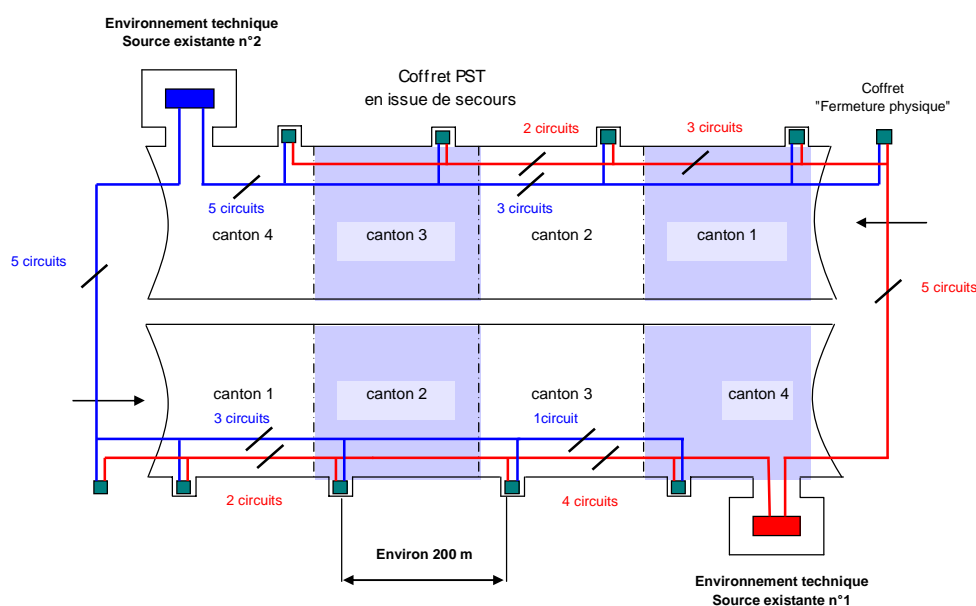 Environnement technique
Source existante n°2
Coffret PST
en issue de secours
Coffret
"Fermeture physique"
2 circuits
3 circuits
5 circuits
3 circuits
canton 4
canton 3
canton 2
canton 1
5 circuits
5 circuits
canton 1
canton 2
canton 3
canton 4
3 circuits
1circuit
2 circuits
4 circuits
Environ 200 m
Environnement technique
Source existante n°1